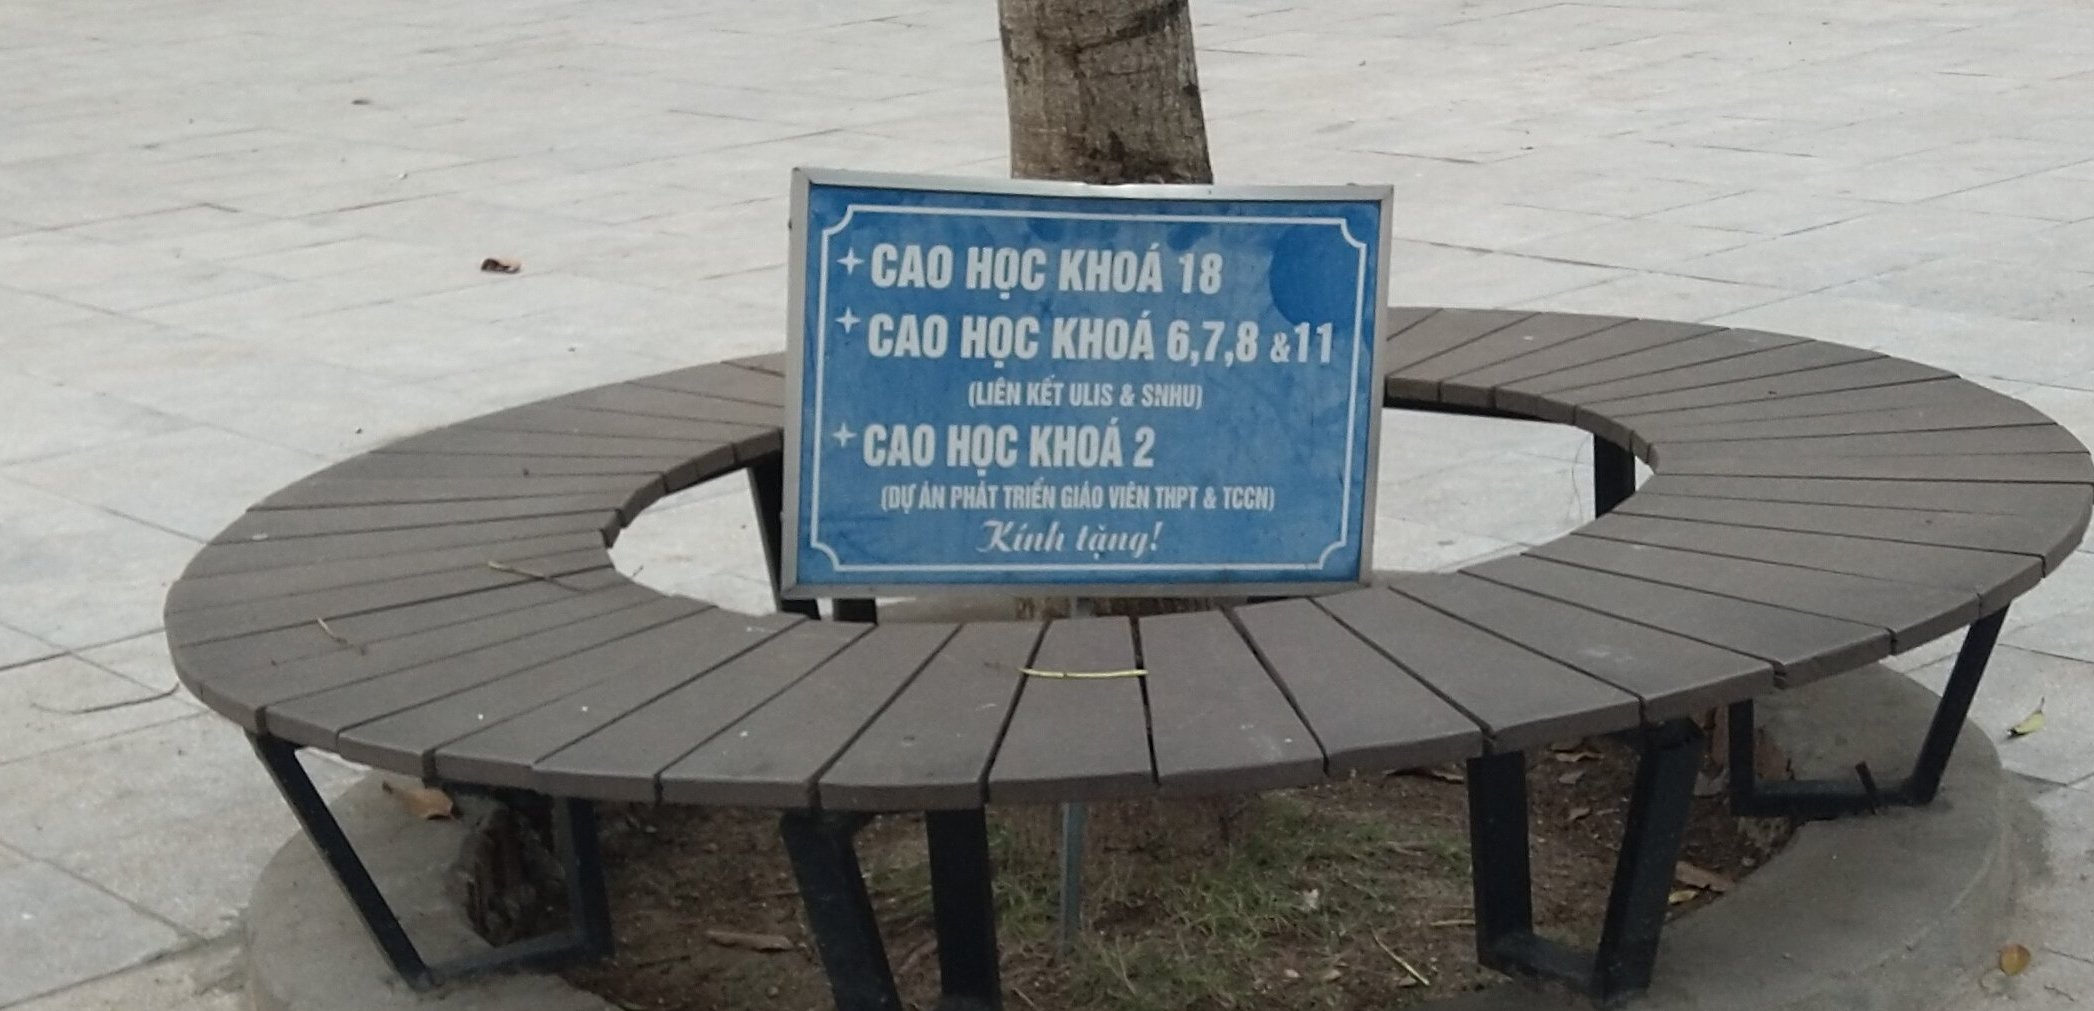 CAO HỌC KHOÁ 18
CAO HỌC KHOÁ 6,7,8 &11
(LIÊN KẾT ULIS & SNHU)
CAO HỌC KHOÁ 2
(DỰ ÁN PHÁT TRIỂN GIÁO VIÊN THPT & TCCN)
Kính tặng!